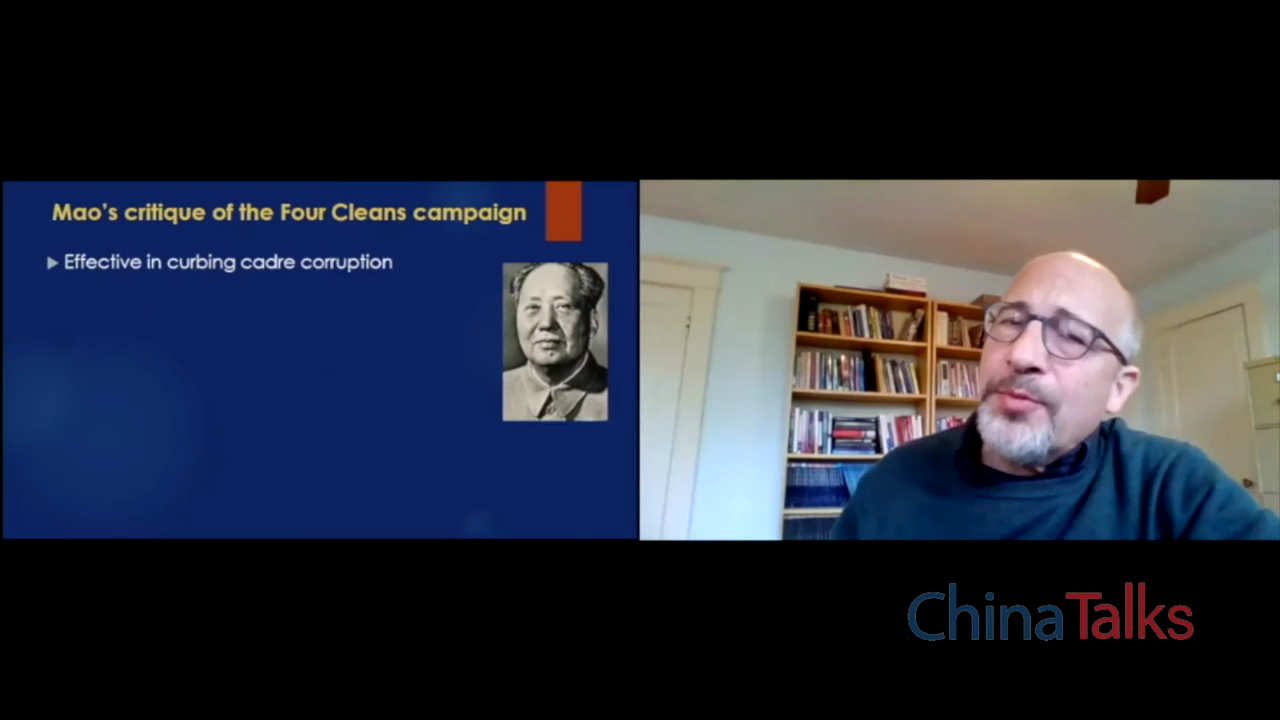 Mao's critique of the Four Cleans campaign
Effective in curbing cadre corruption
ChinaTalks